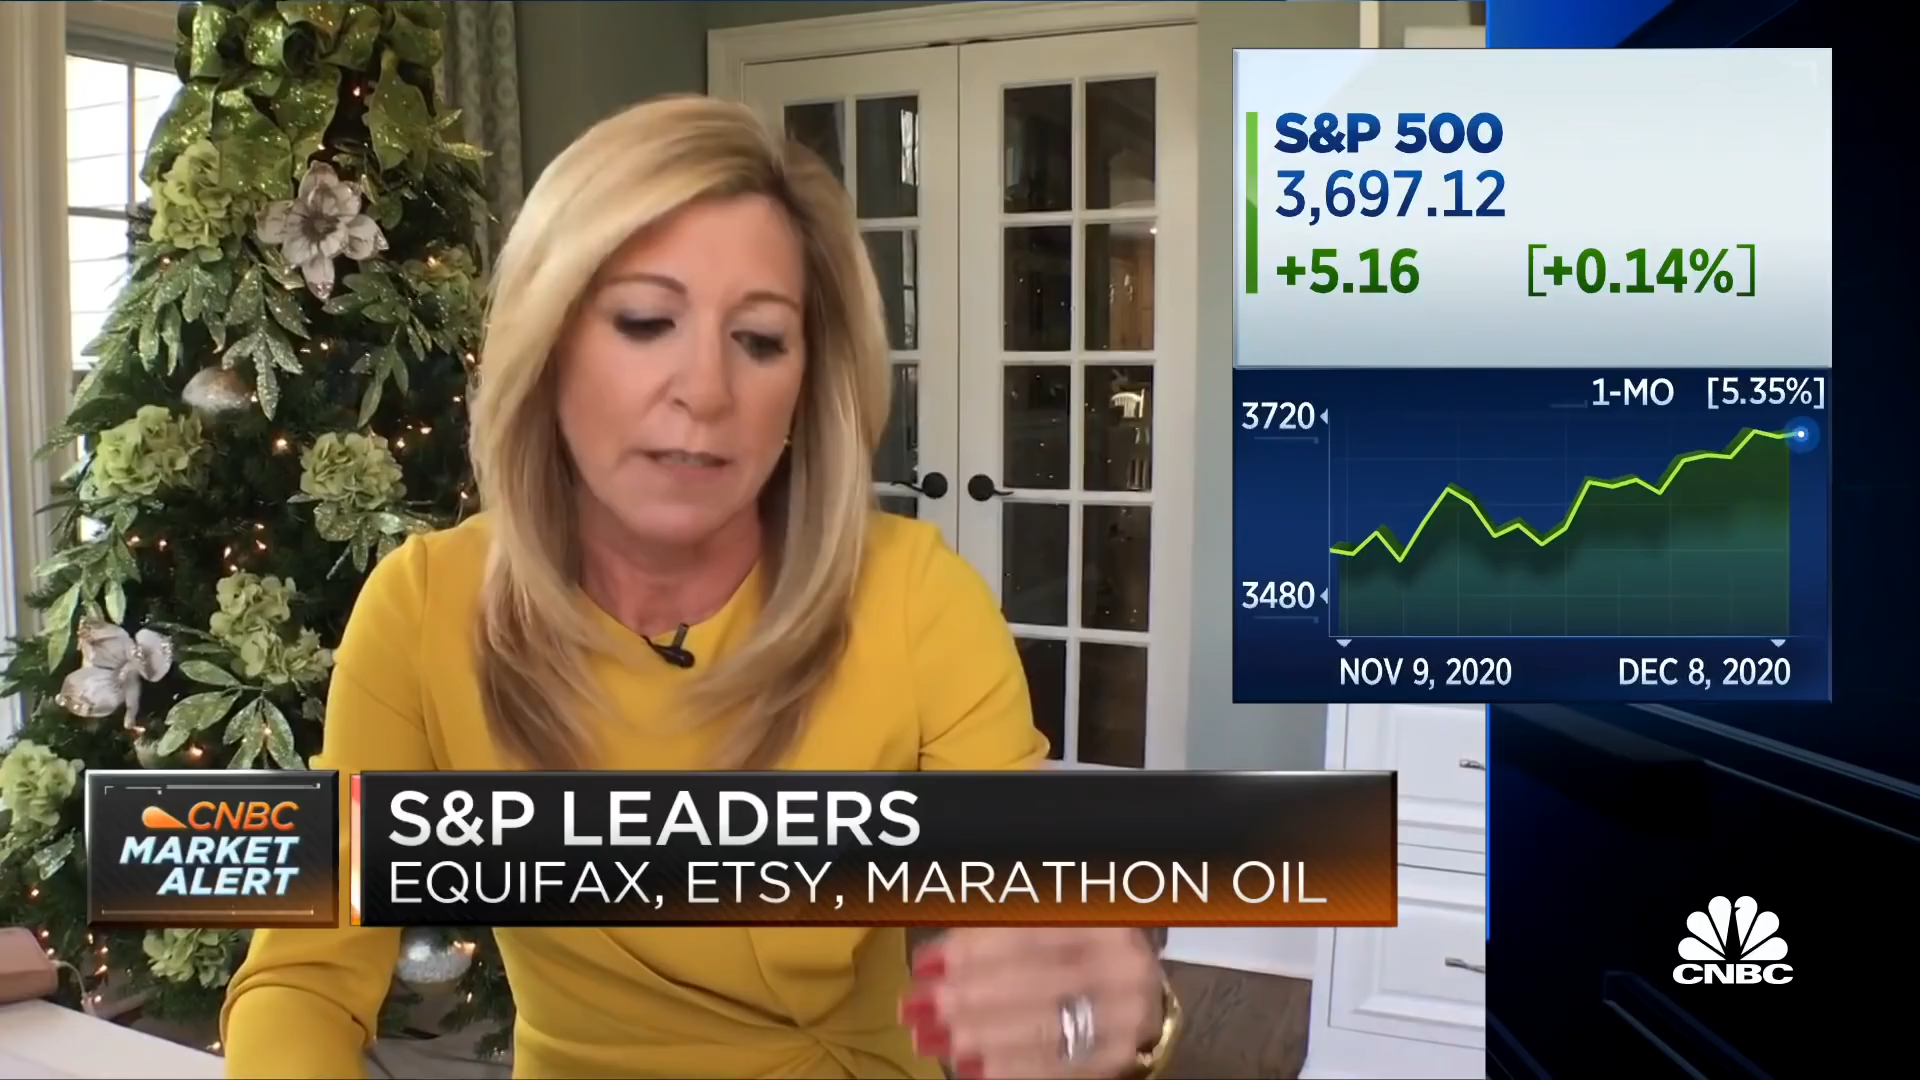 S&P 500
3,697.12
+5.16 [+0.14%]
1-MO [5.35%]
3720
3480
NOV 9, 2020 DEC 8, 2020
CNBC
MARKET
ALERT
S&P LEADERS
EQUIFAX, ETSY, MARATHON OIL
CNBC